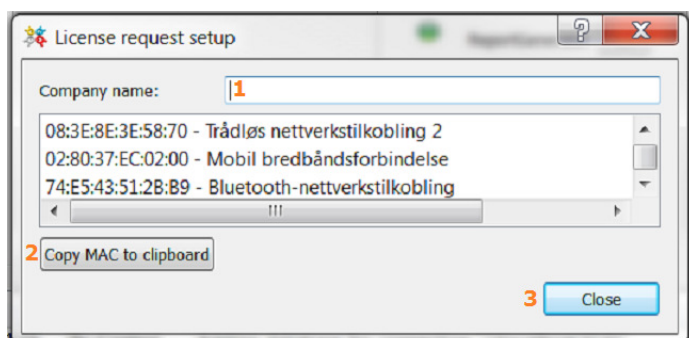 License request setup
Company name:
1
08:3E:8E:3E:58:70 - Trådløs nettverkstilkobling 2
02:80:37:EC:02:00 - Mobil bredbåndsforbindelse
74:E5:43:51:2B:B9 - Bluetooth-nettverkstilkobling
2 Copy MAC to clipboard
3 Close